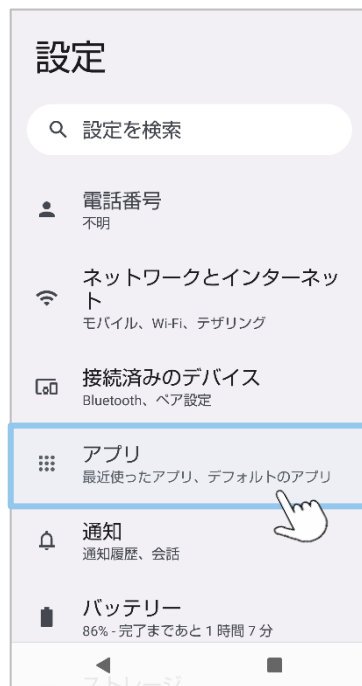 設定
設定を検索
電話番号
不明
ネットワークとインターネッ
ト
モバイル、Wi-Fi、テザリング
接続済みのデバイス
Bluetooth、ペア設定
アプリ
最近使ったアプリ、デフォルトのアプリ
通知
通知履歴、会話
バッテリー
86% - 完了まであと 1 時間 7 分
ストレージ